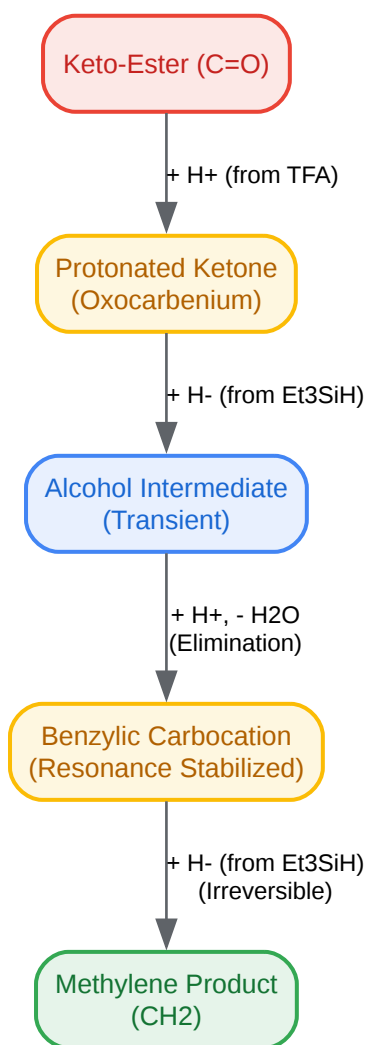 Keto-Ester (C=O)
+ H+ (from TFA)
Protonated Ketone
(Oxocarbenium)
+ H- (from Et3SiH)
Alcohol Intermediate
(Transient)
+ H+, - H2O
(Elimination)
Benzylic Carbocation
(Resonance Stabilized)
+ H- (from Et3SiH)
(Irreversible)
Methylene Product
(CH2)